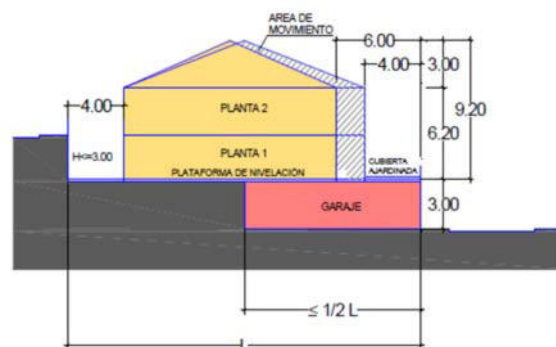 AREA DE
MOVIMIENTO
6.00
4.00
3.00
4.00
PLANTA 2
9.20
6.20
H<=3.00
PLANTA 1
PLATAFORMA DE NIVELACIÓN
CUBIERTA
AJARDINADA
GARAJE
3.00
≤ 1/2 L